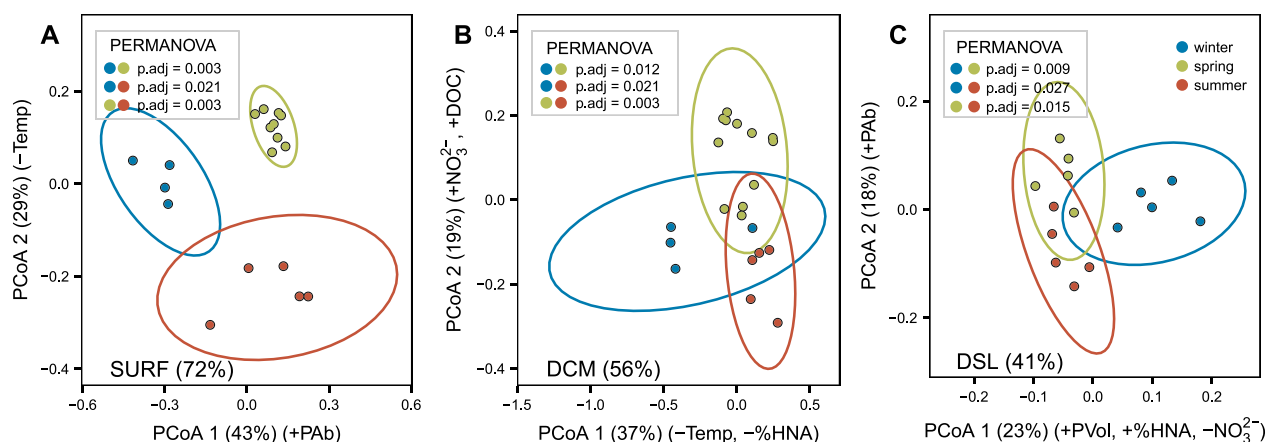 A
PERMANOVA
p.adj = 0.003
p.adj = 0.021
p.adj = 0.003
0.2
0.0
−0.2
−0.4
PCoA 2 (29%) (−Temp)
SURF (72%)
−0.6
−0.3
0.0
0.3
0.6
PCoA 1 (43%) (+PAb)
B
PERMANOVA
p.adj = 0.012
p.adj = 0.021
p.adj = 0.003
0.4
0.2
0.0
−0.2
−0.4
PCoA 2 (19%) (+NO₃²⁻, +DOC)
DCM (56%)
−1.5
−1.0
−0.5
0.0
0.5
PCoA 1 (37%) (−Temp, −%HNA)
C
PERMANOVA
p.adj = 0.009
p.adj = 0.027
p.adj = 0.015
winter
spring
summer
0.2
0.0
−0.2
PCoA 2 (18%) (+PAb)
DSL (41%)
−0.2
−0.1
0.0
0.1
0.2
PCoA 1 (23%) (+PVol, +%HNA, −NO₃²⁻)